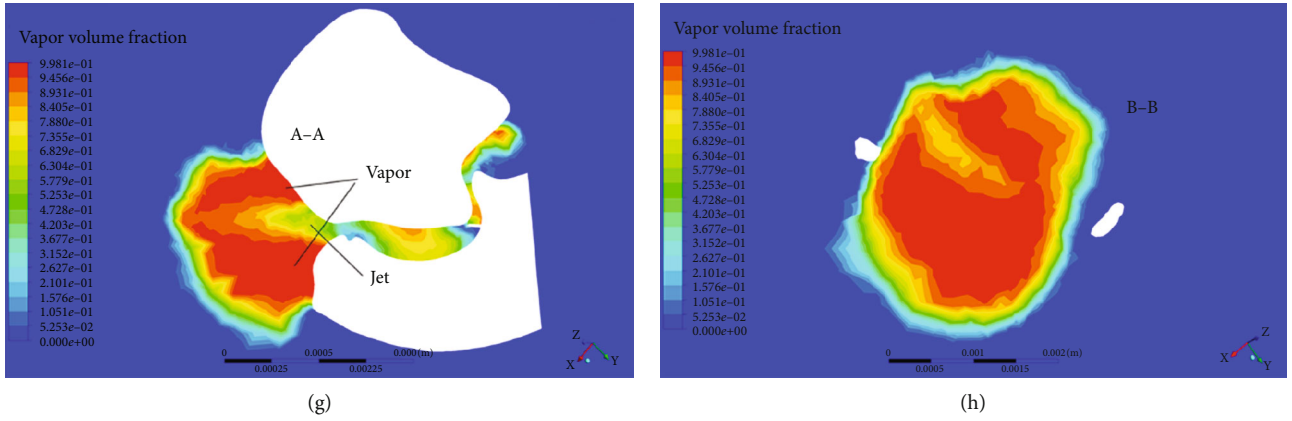 Vapor volume fraction
9.981e−01
9.456e−01
8.931e−01
8.405e−01
7.880e−01
7.355e−01
6.829e−01
6.304e−01
5.779e−01
5.253e−01
4.728e−01
4.203e−01
3.677e−01
3.152e−01
2.627e−01
2.101e−01
1.576e−01
1.051e−01
5.253e−02
0.000e+00
A–A
Vapor
Jet
0 0.0005 0.000 (m)
0.00025 0.00225
Z
X Y
(g)
Vapor volume fraction
9.981e−01
9.456e−01
8.931e−01
8.405e−01
7.880e−01
7.355e−01
6.829e−01
6.304e−01
5.779e−01
5.253e−01
4.728e−01
4.203e−01
3.677e−01
3.152e−01
2.627e−01
2.101e−01
1.576e−01
1.051e−01
5.253e−02
0.000e+00
B–B
0 0.001 0.002 (m)
0.0005 0.0015
Z
X
Y
(h)